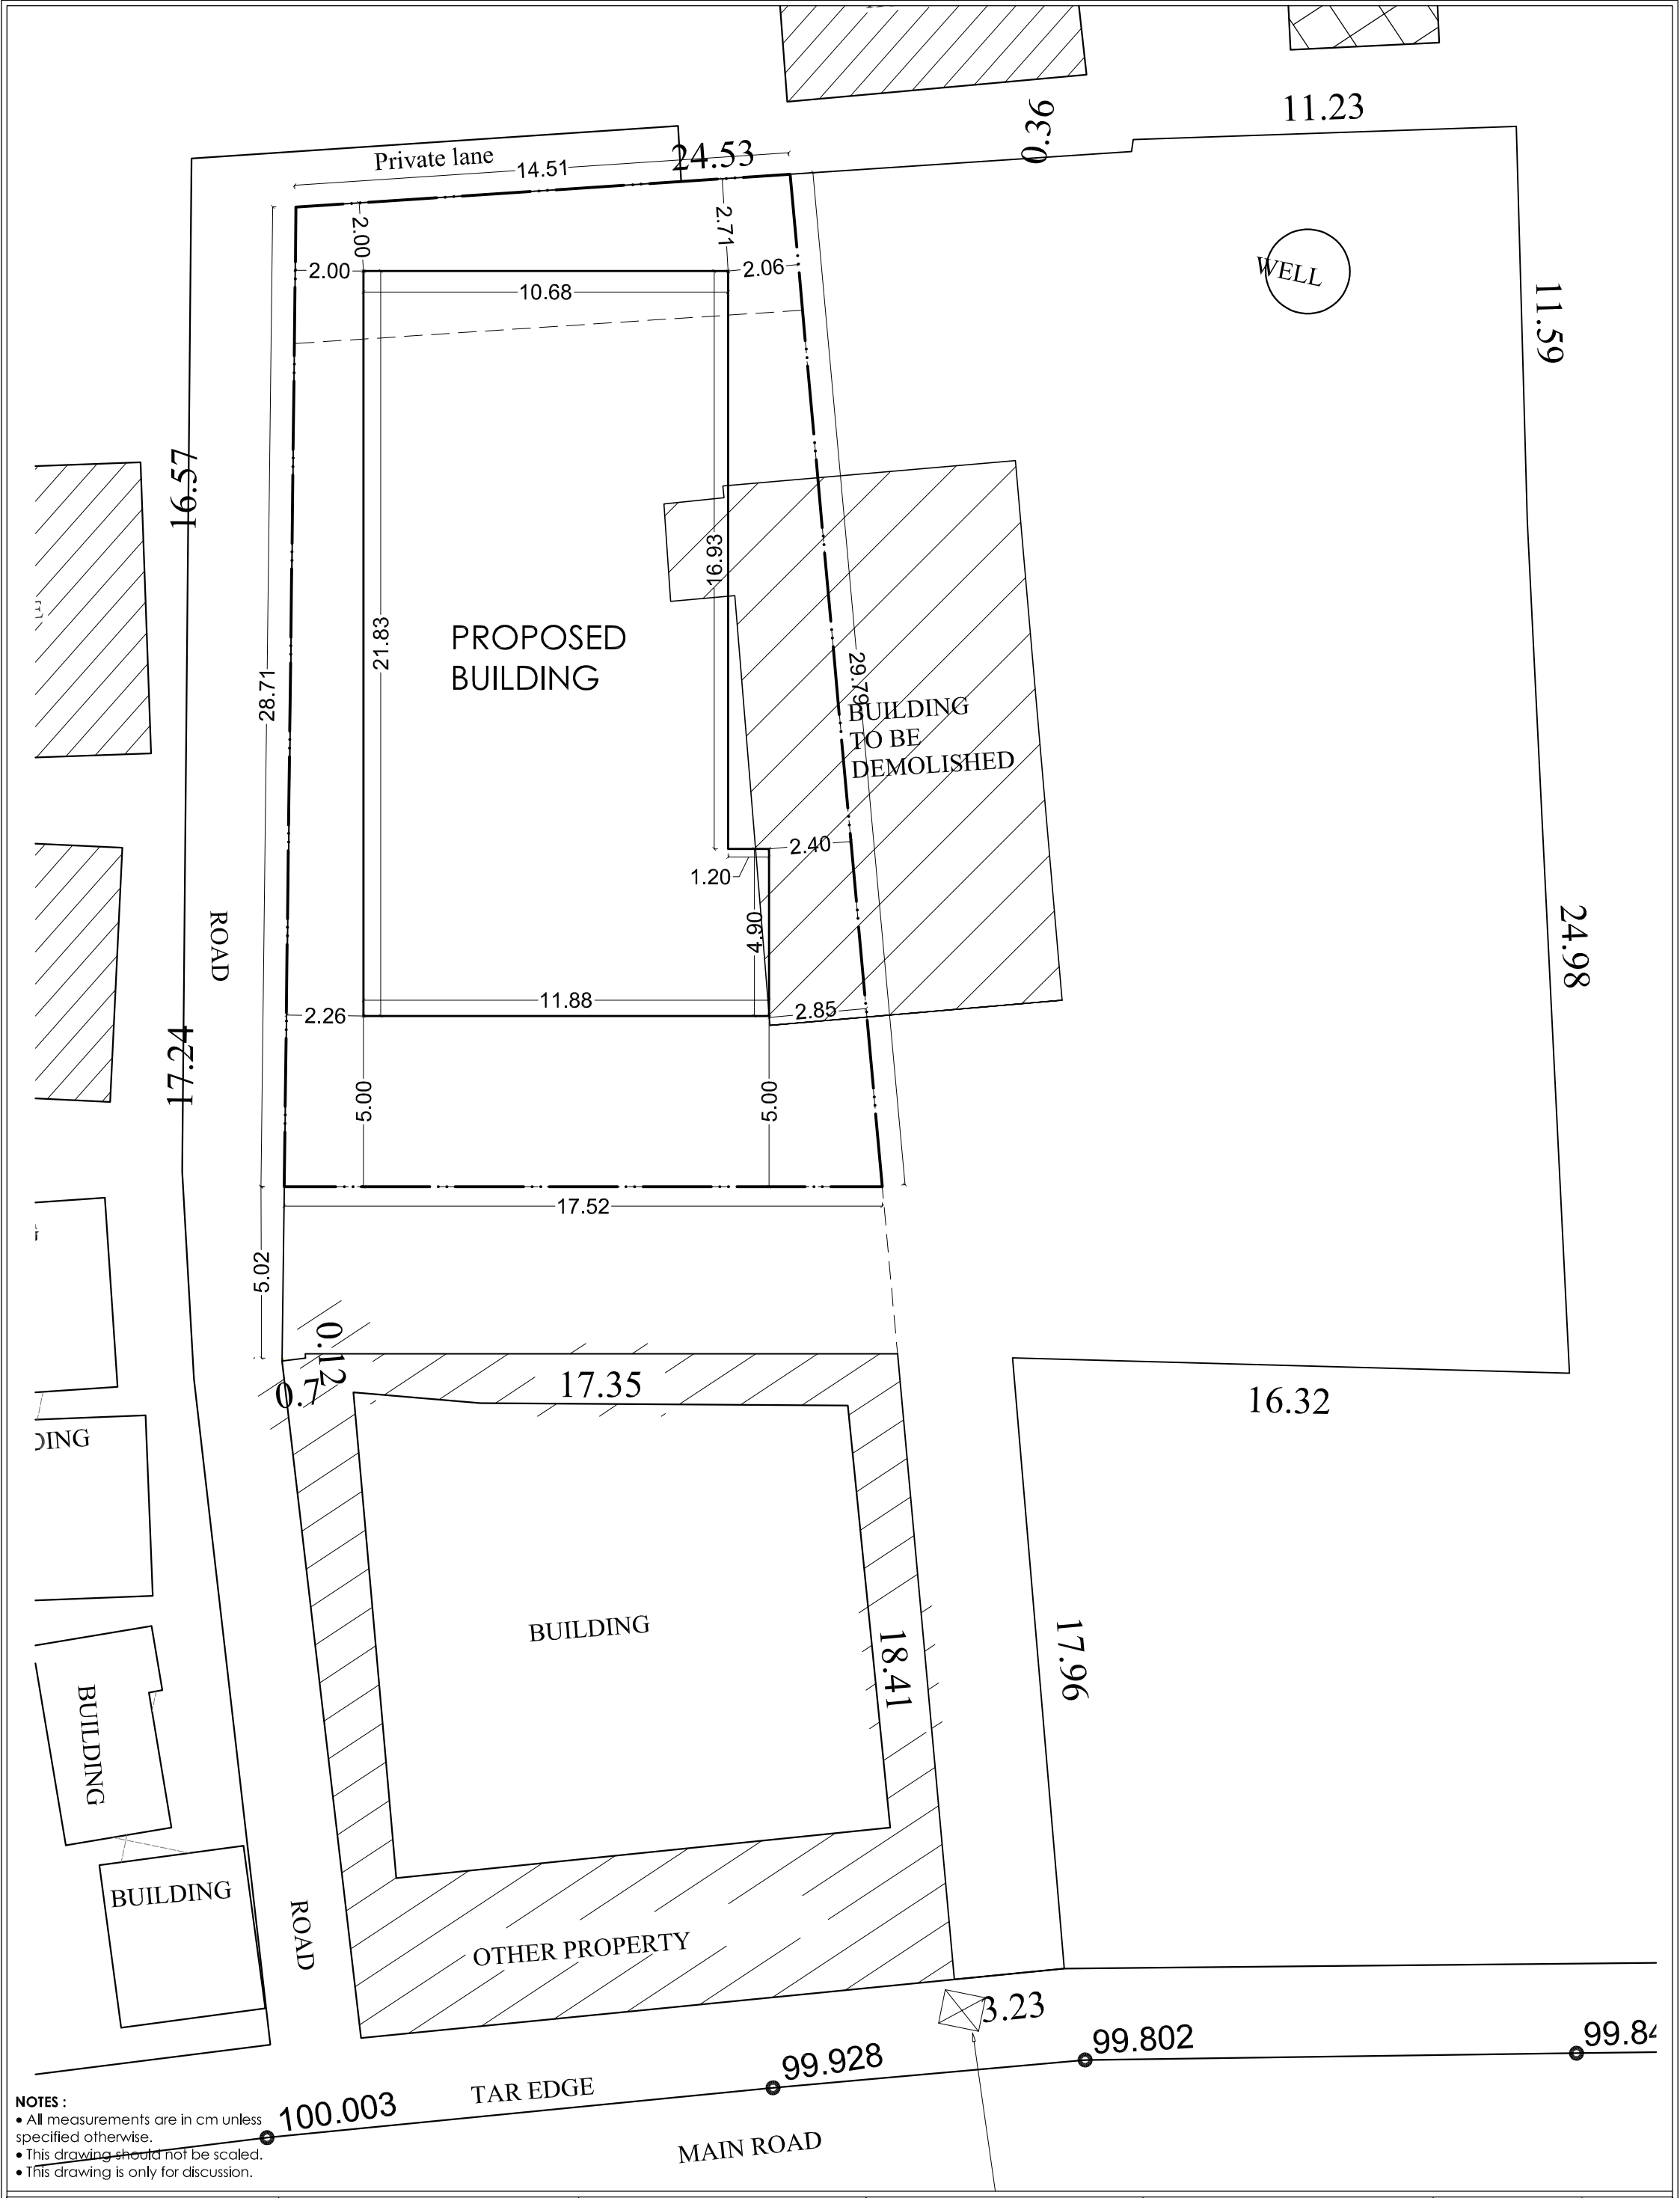 11.23
0.36
Private lane
24.53
14.51
2.00
2.71
2.00
2.06
10.68
WELL
11.59
16.57
16.93
21.83
PROPOSED
BUILDING
28.71
29.79
BUILDING
TO BE
DEMOLISHED
2.40
1.20
4.90
ROAD
24.98
11.88
2.26
2.85
17.24
5.00
5.00
17.52
5.02
0.12
0.7
17.35
16.32
BUILDING
18.41
17.96
BUILDING
BUILDING
ROAD
OTHER PROPERTY
3.23
99.802
99.84
99.928
TAR EDGE
100.003
MAIN ROAD
NOTES :
• All measurements are in cm unless
specified otherwise.
• This drawing should not be scaled.
• This drawing is only for discussion.